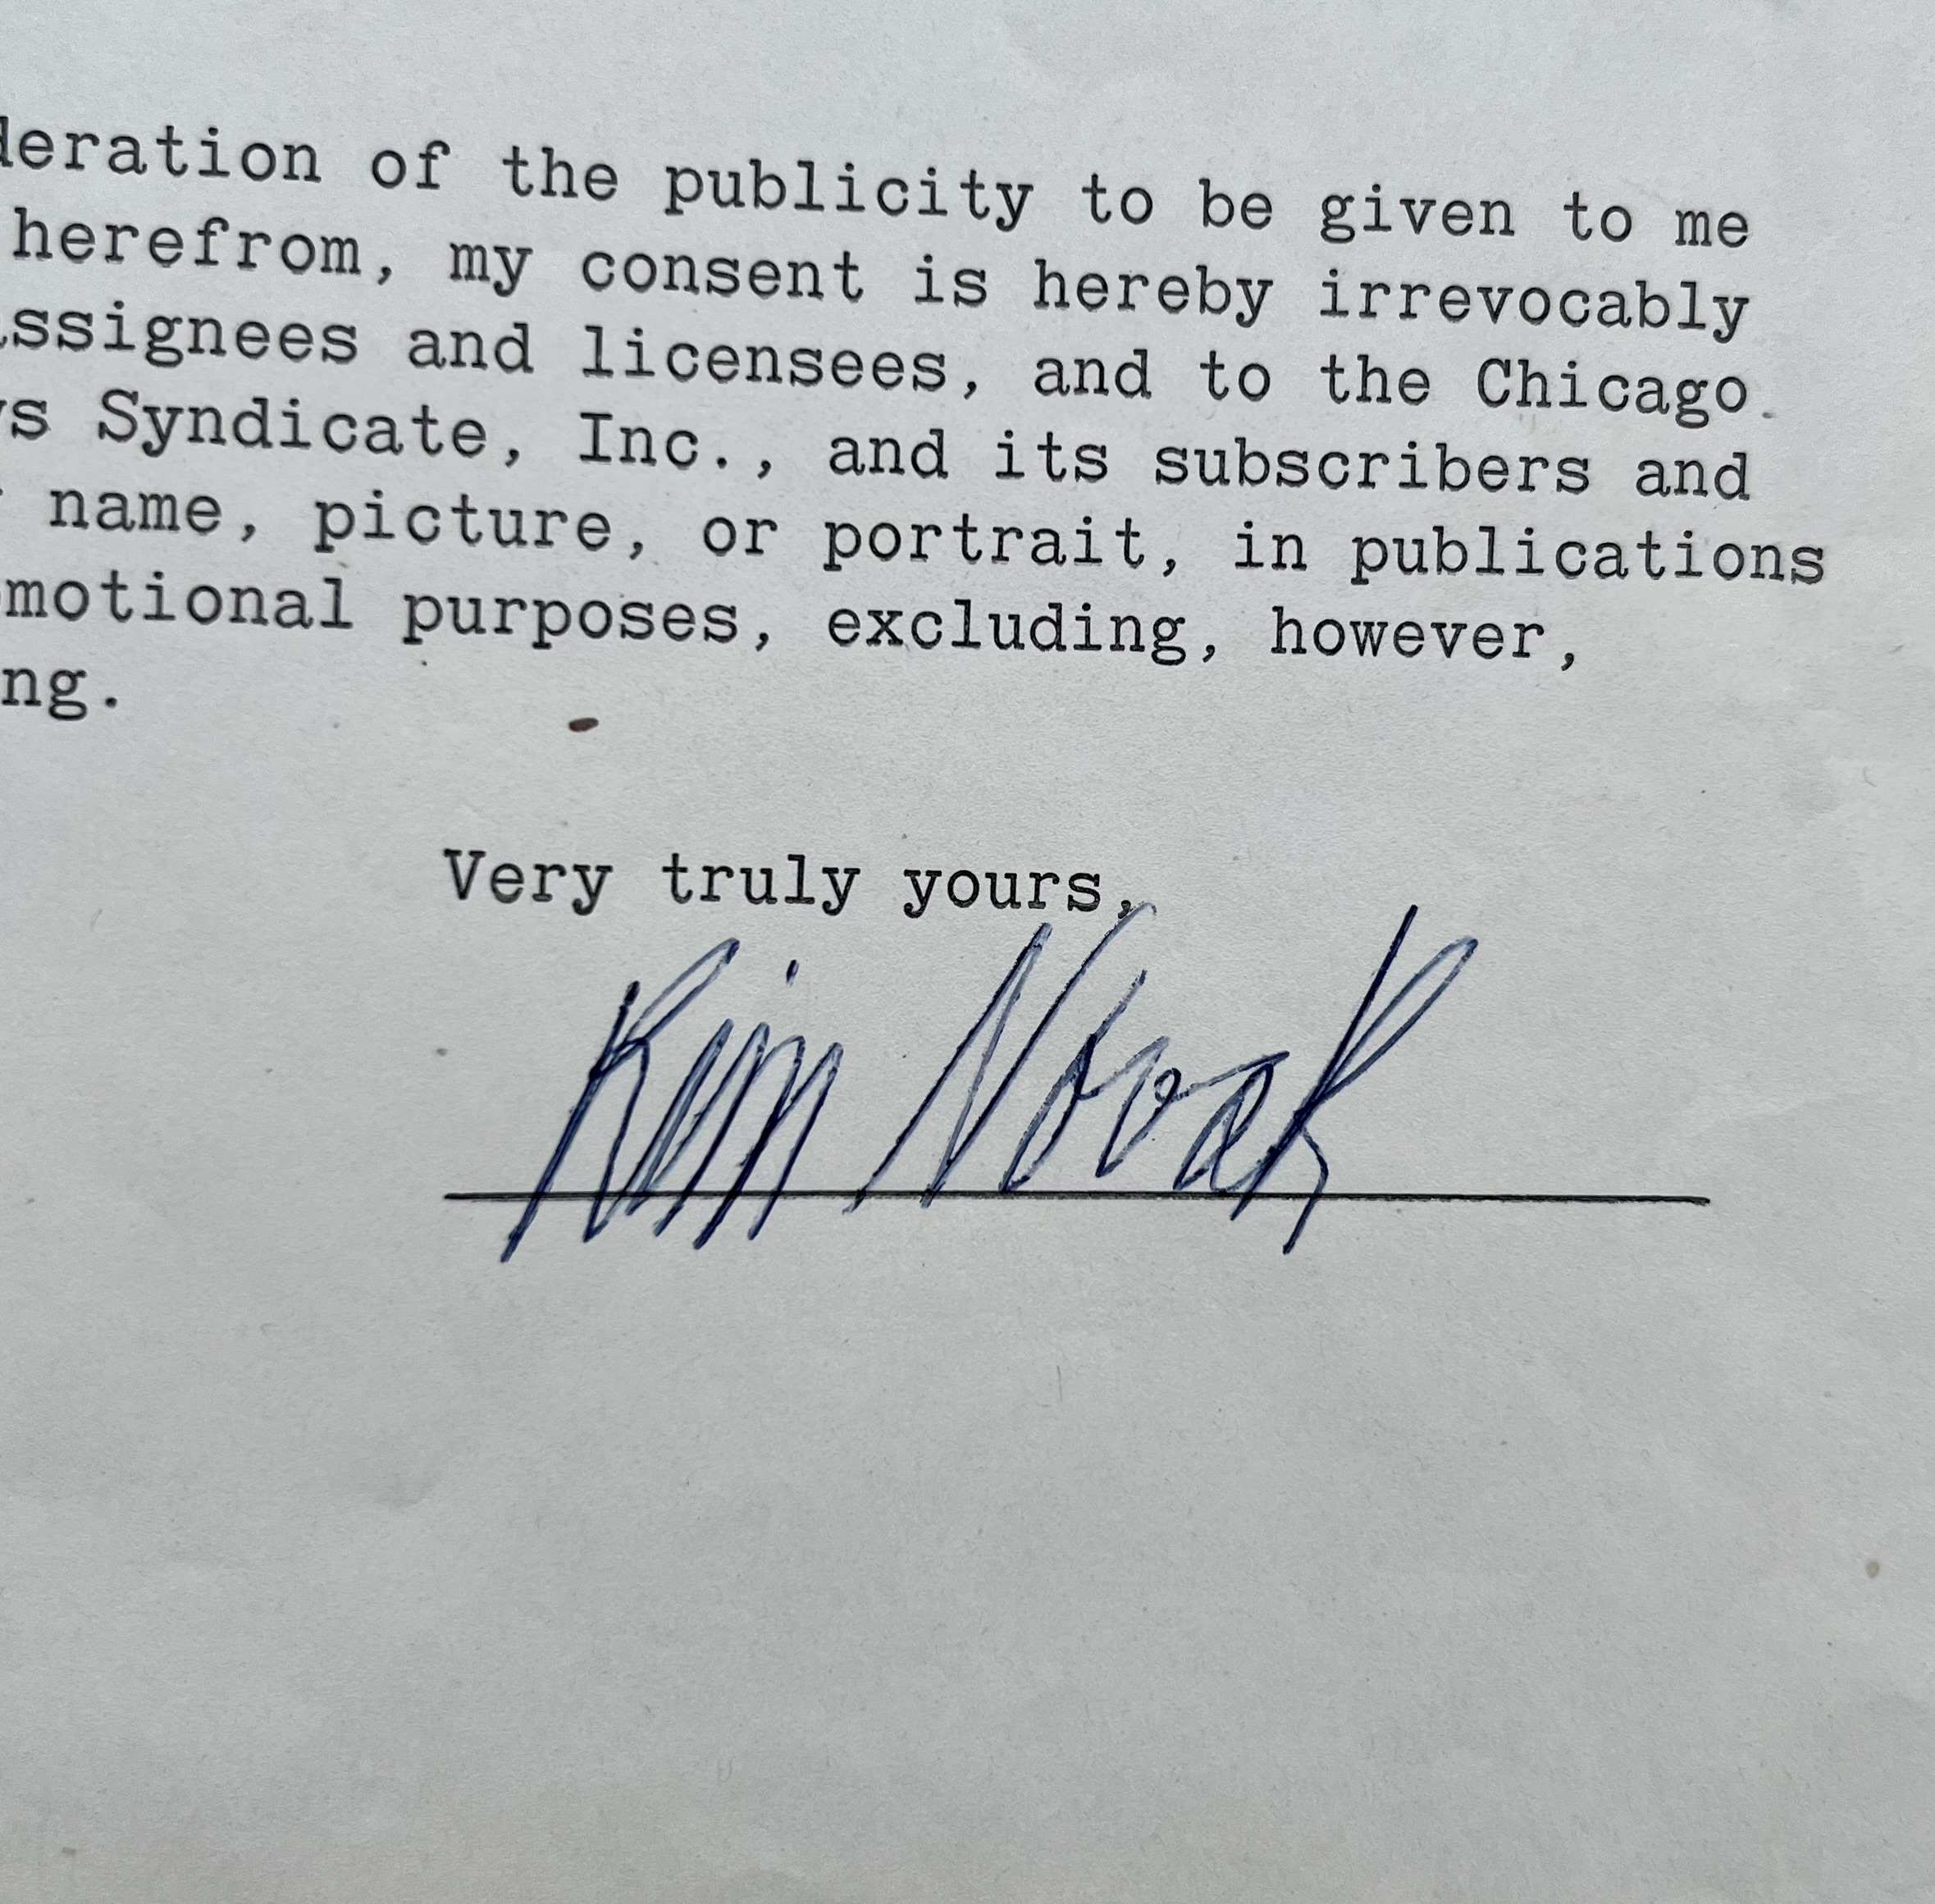 deration of the publicity to be given to me
herefrom, my consent is hereby irrevocably
ssignees and licensees, and to the Chicago
s Syndicate, Inc., and its subscribers and
name, picture, or portrait, in publications
motional purposes, excluding, however,
ng.
Very truly yours,
Kim Novak